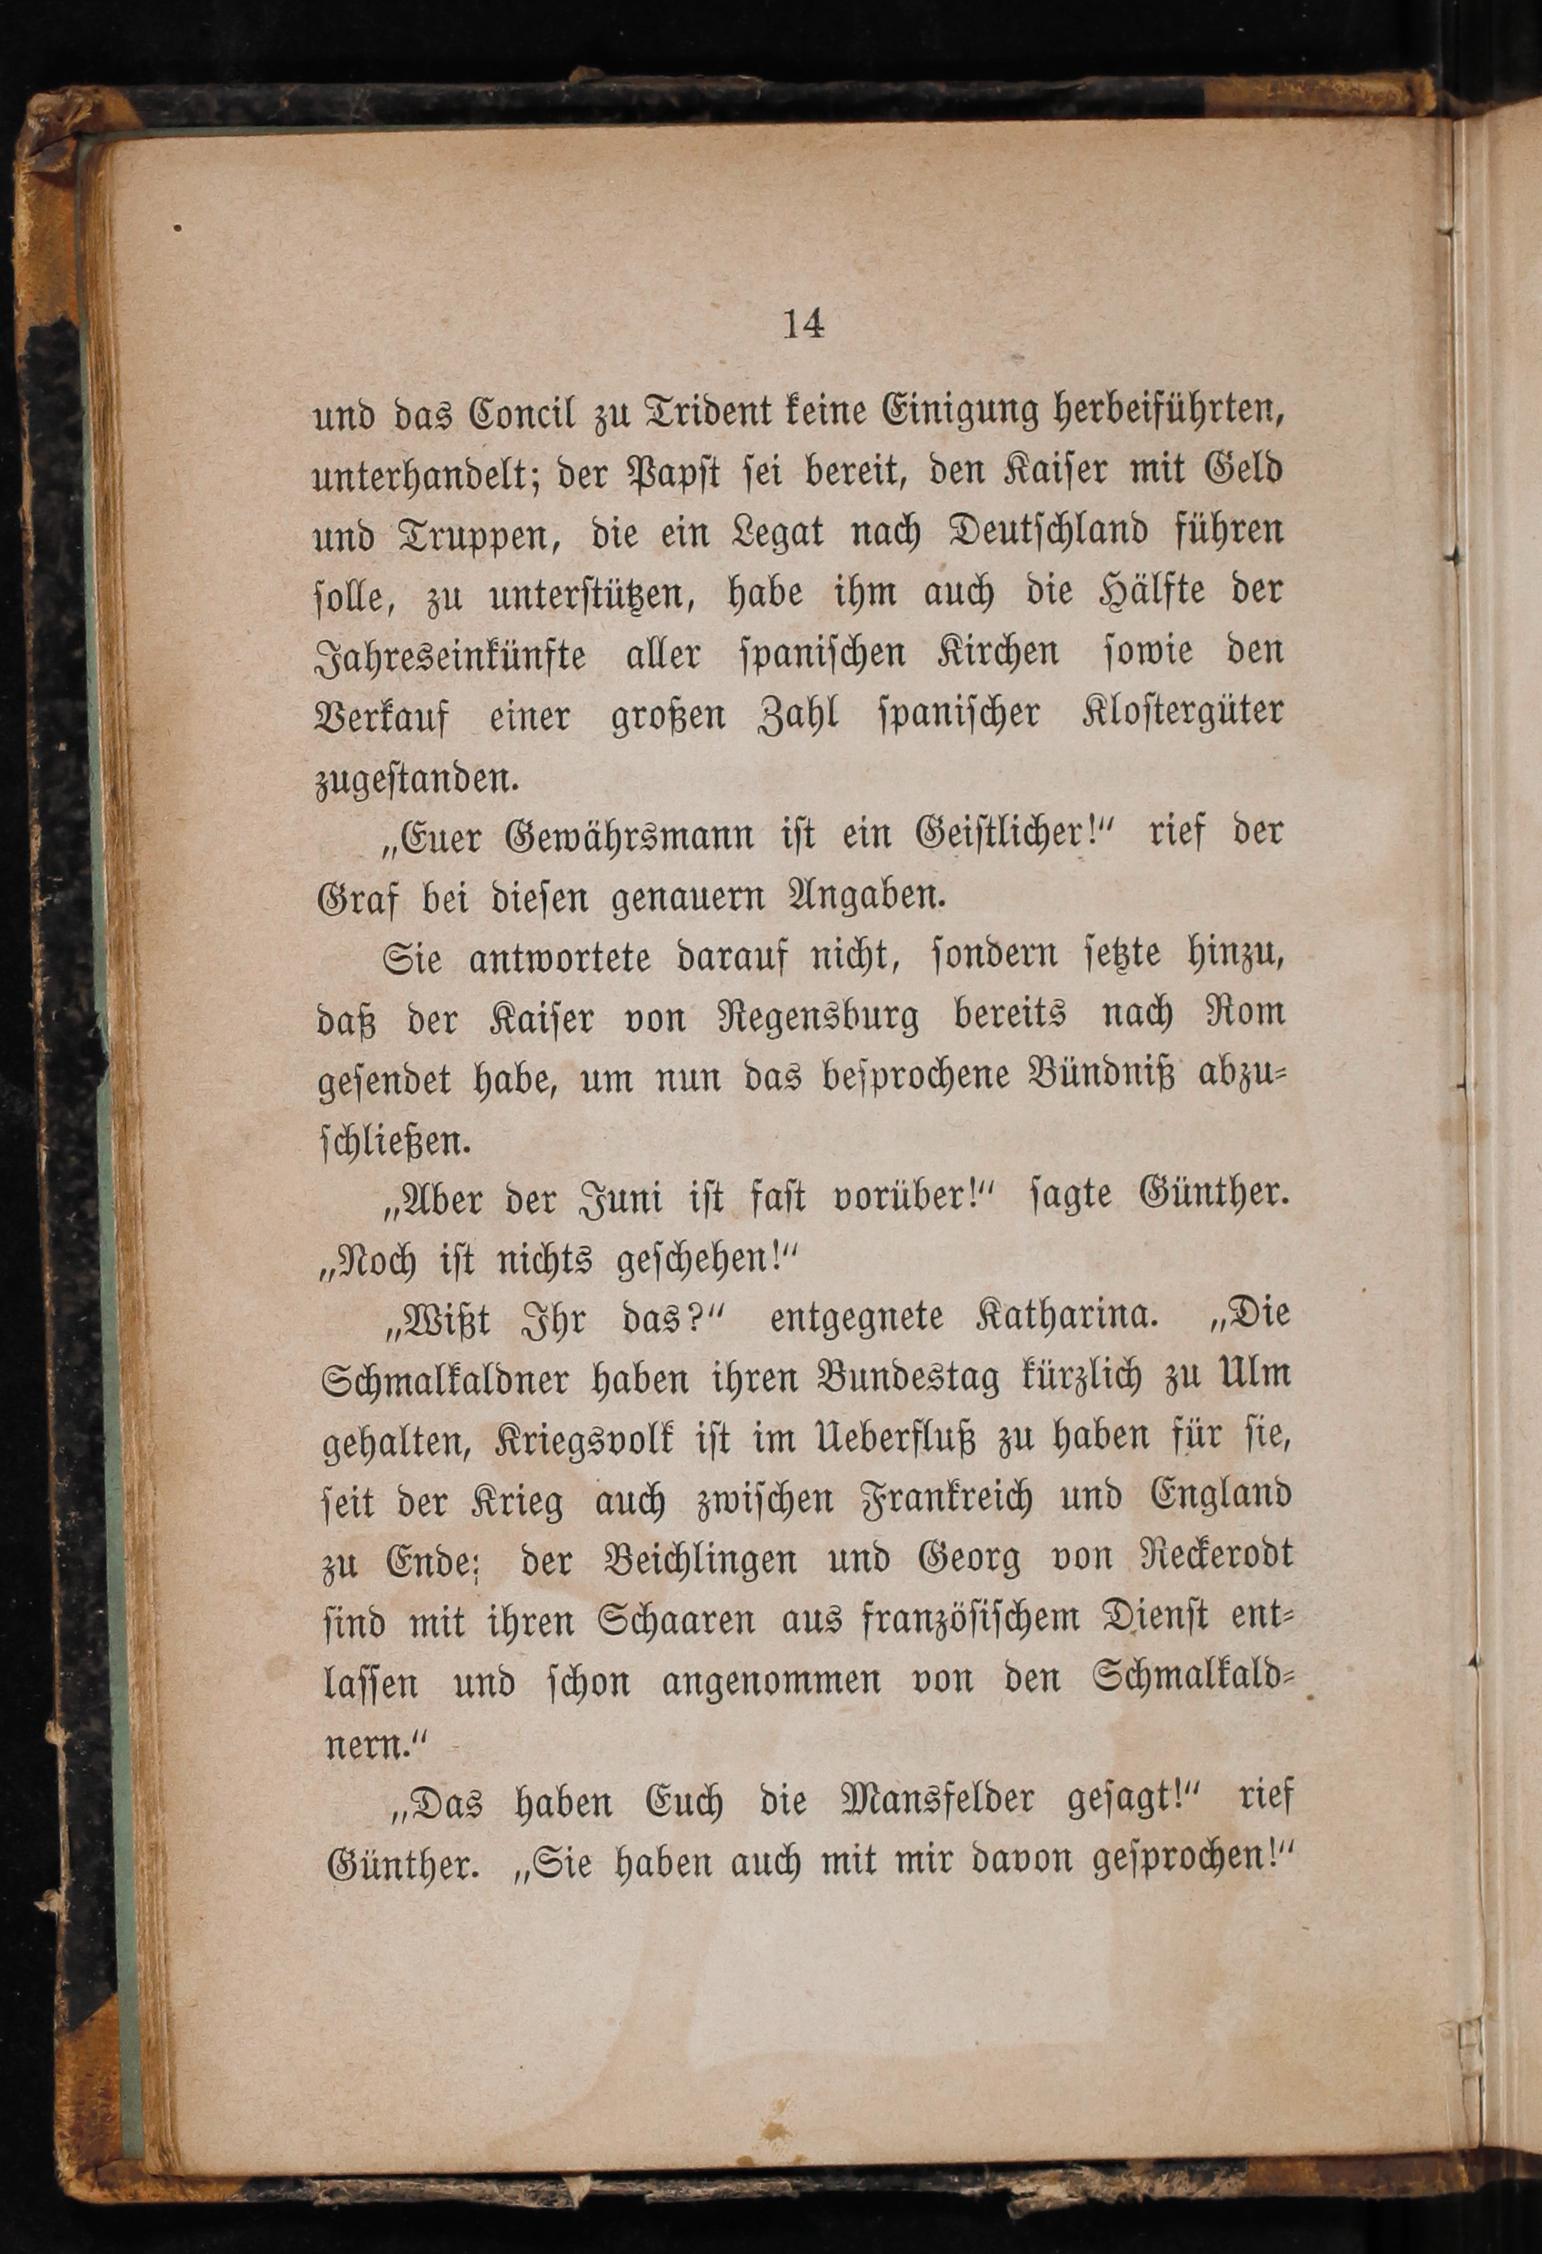 14
und das Concil zu Trident keine Einigung herbeiführten,
unterhandelt; der Papst sei bereit, den Kaiser mit Geld
und Truppen, die ein Legat nach Deutschland führen
solle, zu unterstützen, habe ihm auch die Hälfte der
Jahreseinkünfte aller spanischen Kirchen sowie den
Verkauf einer großen Zahl spanischer Klostergüter
zugestanden.
„Euer Gewährsmann ist ein Geistlicher!“ rief der
Graf bei diesen genauern Angaben.
Sie antwortete darauf nicht, sondern setzte hinzu,
daß der Kaiser von Regensburg bereits nach Rom
gesendet habe, um nun das besprochene Bündniß abzu-
schließen.
„Aber der Juni ist fast vorüber!“ sagte Günther.
„Noch ist nichts geschehen!“
„Wißt Ihr das?“ entgegnete Katharina. „Die
Schmalkaldner haben ihren Bundestag kürzlich zu Ulm
gehalten, Kriegsvolk ist im Ueberfluß zu haben für sie,
seit der Krieg auch zwischen Frankreich und England
zu Ende; der Beichlingen und Georg von Reckerodt
sind mit ihren Schaaren aus französischem Dienst ent-
lassen und schon angenommen von den Schmalkald-
nern.“
„Das haben Euch die Mansfelder gesagt!“ rief
Günther. „Sie haben auch mit mir davon gesprochen!“